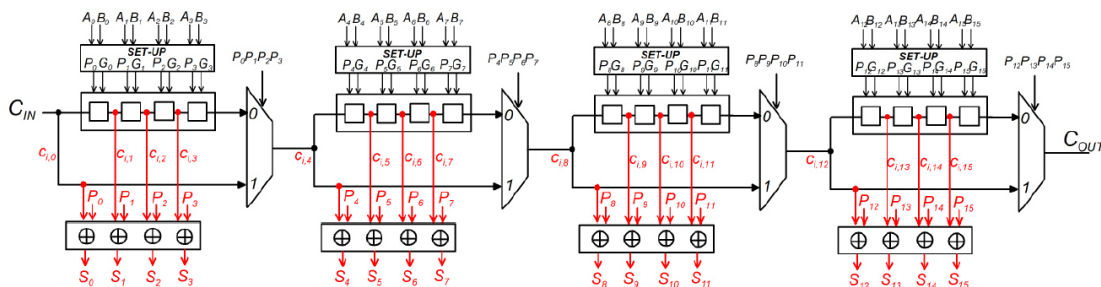 A0B0 A1B1 A2B2 A3B3
SET-UP
P0G0 P1G1 P2G2 P3G3
P0P1P2P3
0
1
CIN
Ci,0 Ci,1 Ci,2 Ci,3
P0 P1 P2 P3
S0 S1 S2 S3
A4B4 A5B5 A6B6 A7B7
SET-UP
P4G4 P5G5 P6G6 P7G7
P4P5P6P7
0
1
Ci,4 Ci,5 Ci,6 Ci,7
P4 P5 P6 P7
S4 S5 S6 S7
A8B8 A9B9 A10B10 A11B11
SET-UP
P8G8 P9G9 P10G10 P11G11
P8P9P10P11
0
1
Ci,8 Ci,9 Ci,10 Ci,11
P8 P9 P10 P11
S8 S9 S10 S11
A12B12 A13B13 A14B14 A15B15
SET-UP
P12G12 P13G13 P14G14 P15G15
P12P13P14P15
0
1
COUT
Ci,12 Ci,13 Ci,14 Ci,15
P12 P13 P14 P15
S12 S13 S14 S15